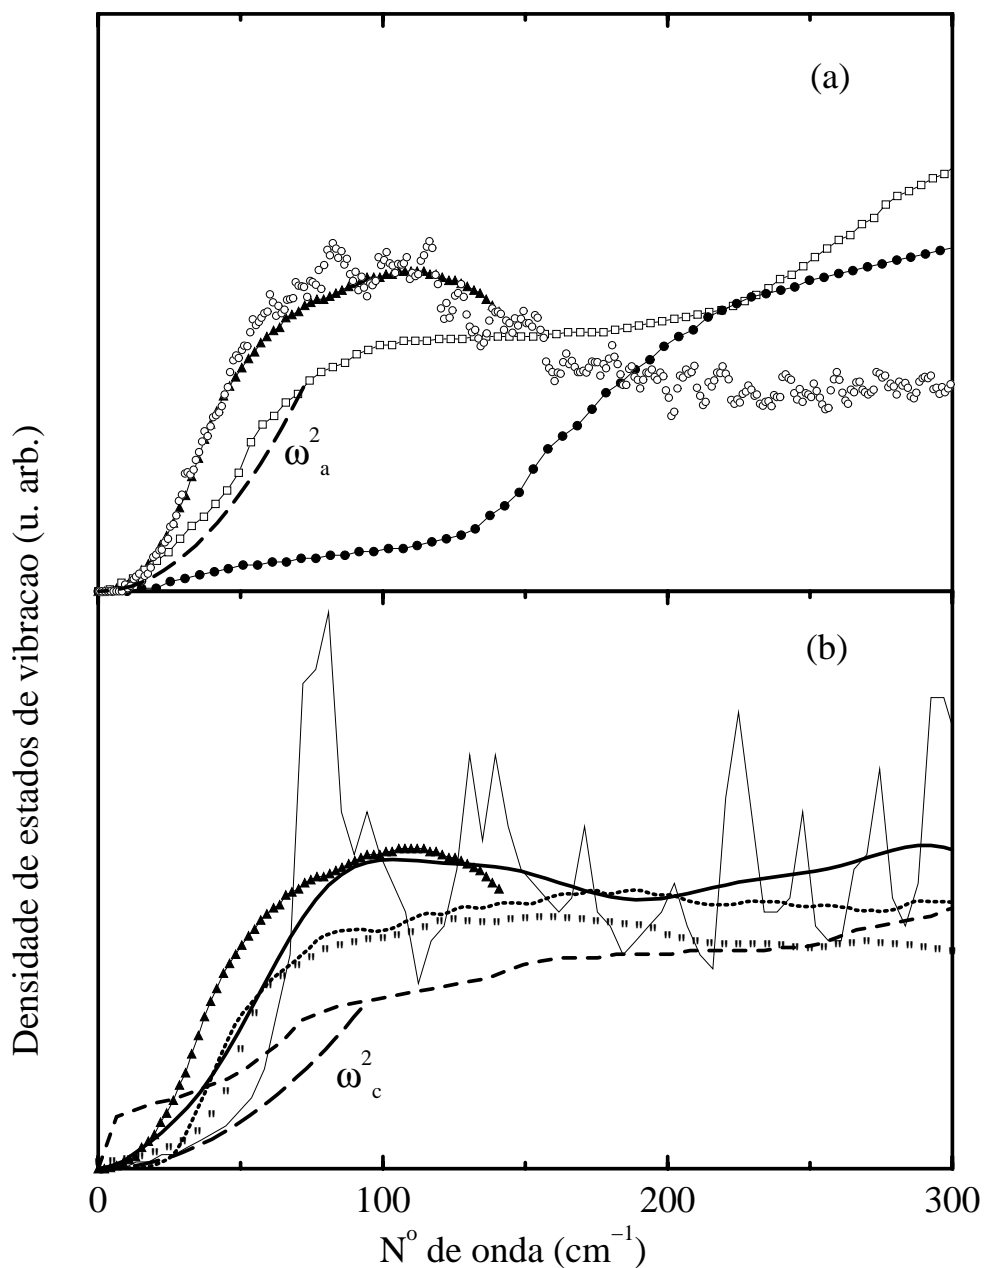 (a)
ω²ₐ
Densidade de estados de vibracao (u. arb.)
(b)
ω²c
0 100 200 300
Nº de onda (cm⁻¹)